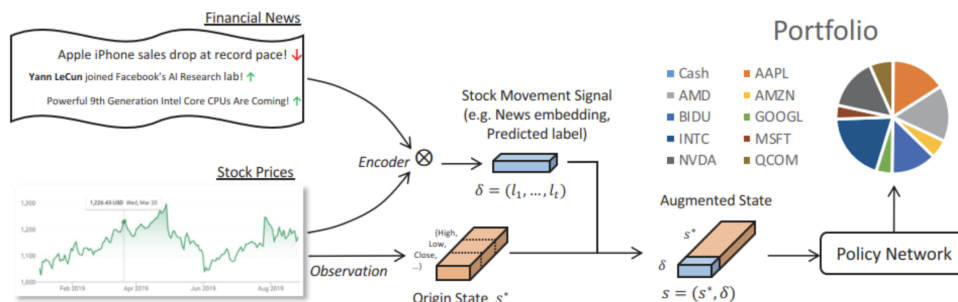 Financial News
Apple iPhone sales drop at record pace! ↓
Yann LeCun joined Facebook's AI Research lab! ↑
Powerful 9th Generation Intel Core CPUs Are Coming! ↑
Stock Prices
1,226.43 USD Wed, Mar 20
1,300
1,200
1,100
1,000
Feb 2019 Apr 2019 Jun 2019 Aug 2019
Encoder ⊗
Observation
Stock Movement Signal
(e.g. News embedding,
Predicted label)
δ = (l₁, ..., lₜ)
(High,
Low,
Close,
...)
Origin State s*
Augmented State
s*
δ
s = (s*, δ)
Policy Network
Portfolio
Cash AAPL
AMD AMZN
BIDU GOOGL
INTC MSFT
NVDA QCOM